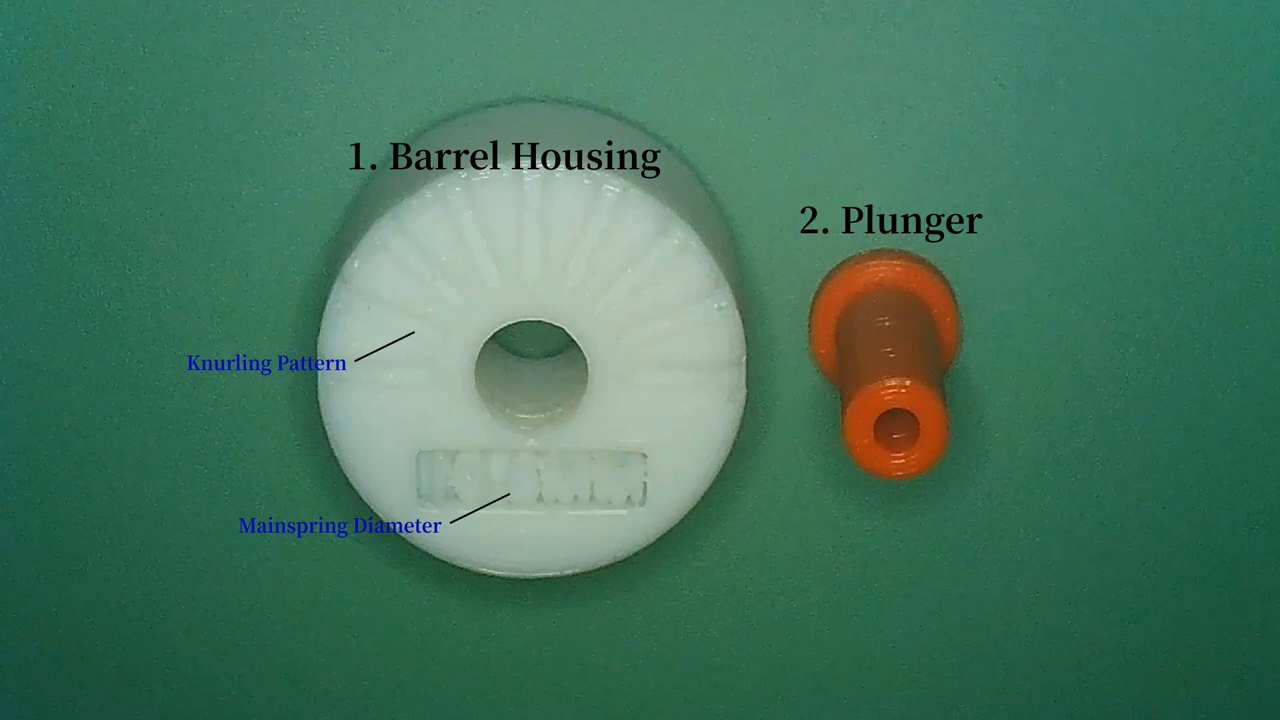 1. Barrel Housing
2. Plunger
Knurling Pattern
Mainspring Diameter